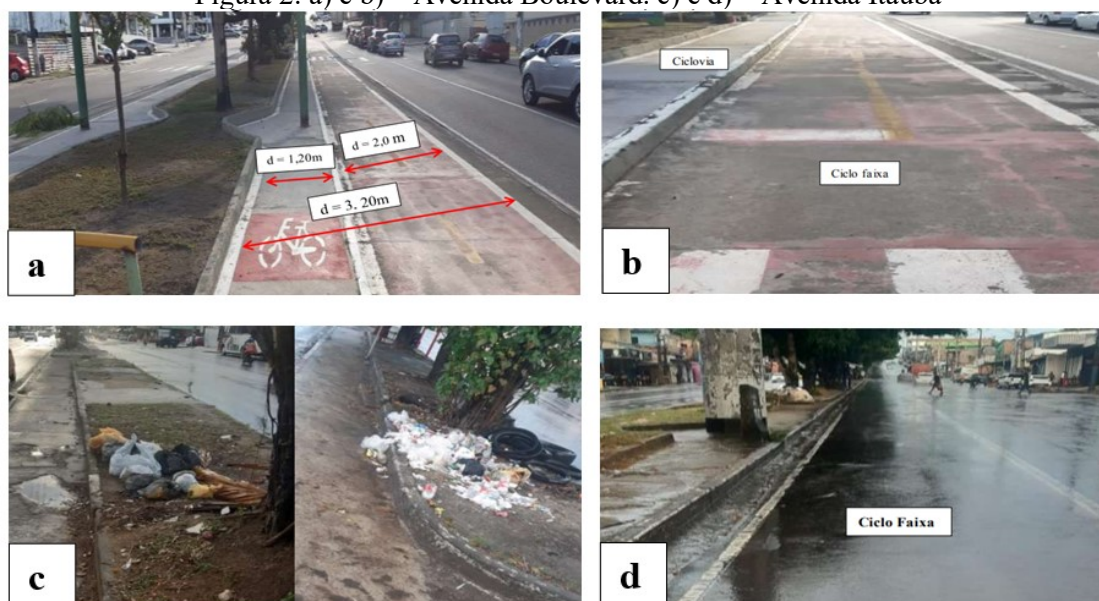 Figura 2: a) e b) – Avenida Boulevard. c) e d) – Avenida Itaúba
d = 1,20m
d = 2,0 m
d = 3, 20m
a
Ciclovia
Ciclo faixa
b
c
Ciclo Faixa
d